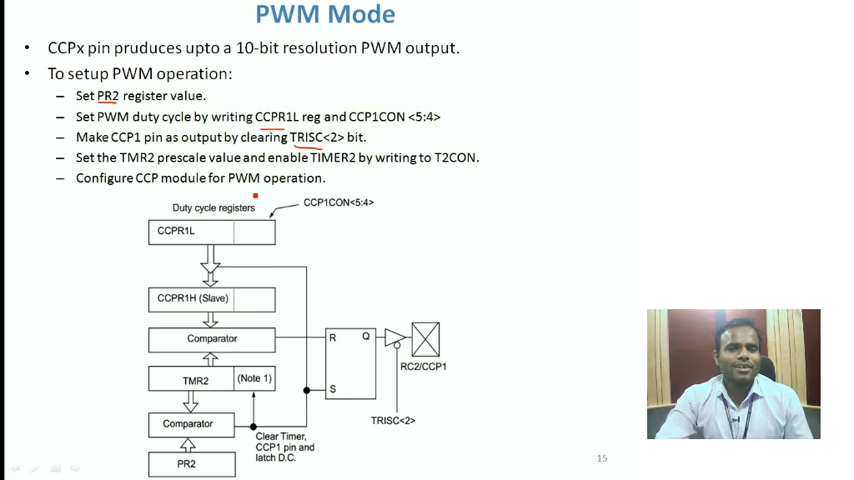 PWM Mode
• CCPx pin pruduces upto a 10-bit resolution PWM output.
• To setup PWM operation:
– Set PR2 register value.
– Set PWM duty cycle by writing CCPR1L reg and CCP1CON <5:4>
– Make CCP1 pin as output by clearing TRISC<2> bit.
– Set the TMR2 prescale value and enable TIMER2 by writing to T2CON.
– Configure CCP module for PWM operation.
Duty cycle registers
CCP1CON<5:4>
CCPR1L
CCPR1H (Slave)
Comparator
R
Q
RC2/CCP1
TMR2
(Note 1)
S
TRISC<2>
Comparator
Clear Timer,
CCP1 pin and
latch D.C.
PR2
15